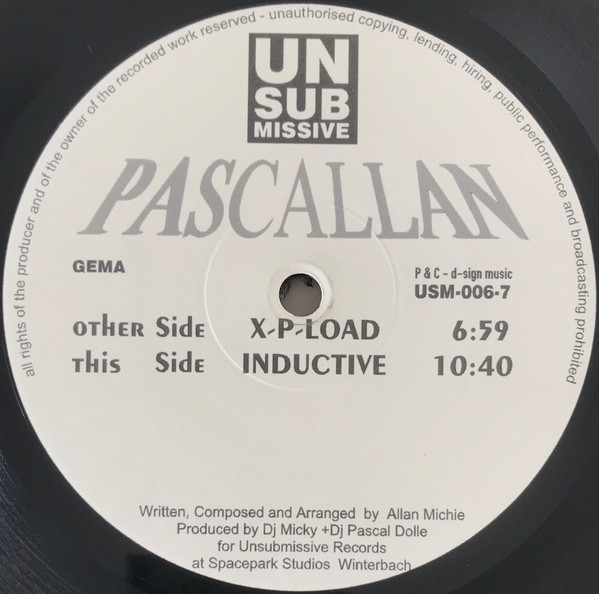 all rights of the producer and of the owner of the recorded work reserved - unauthorised copying, lending, hiring, public performance and broadcasting prohibited
UN
SUB
MISSIVE
PASCALLAN
GEMA
P & C - d-sign music
USM-006-7
OTHER Side X-P-LOAD 6:59
THis Side INDUCTIVE 10:40
Written, Composed and Arranged by Allan Michie
Produced by Dj Micky +Dj Pascal Dolle
for Unsubmissive Records
at Spacepark Studios Winterbach